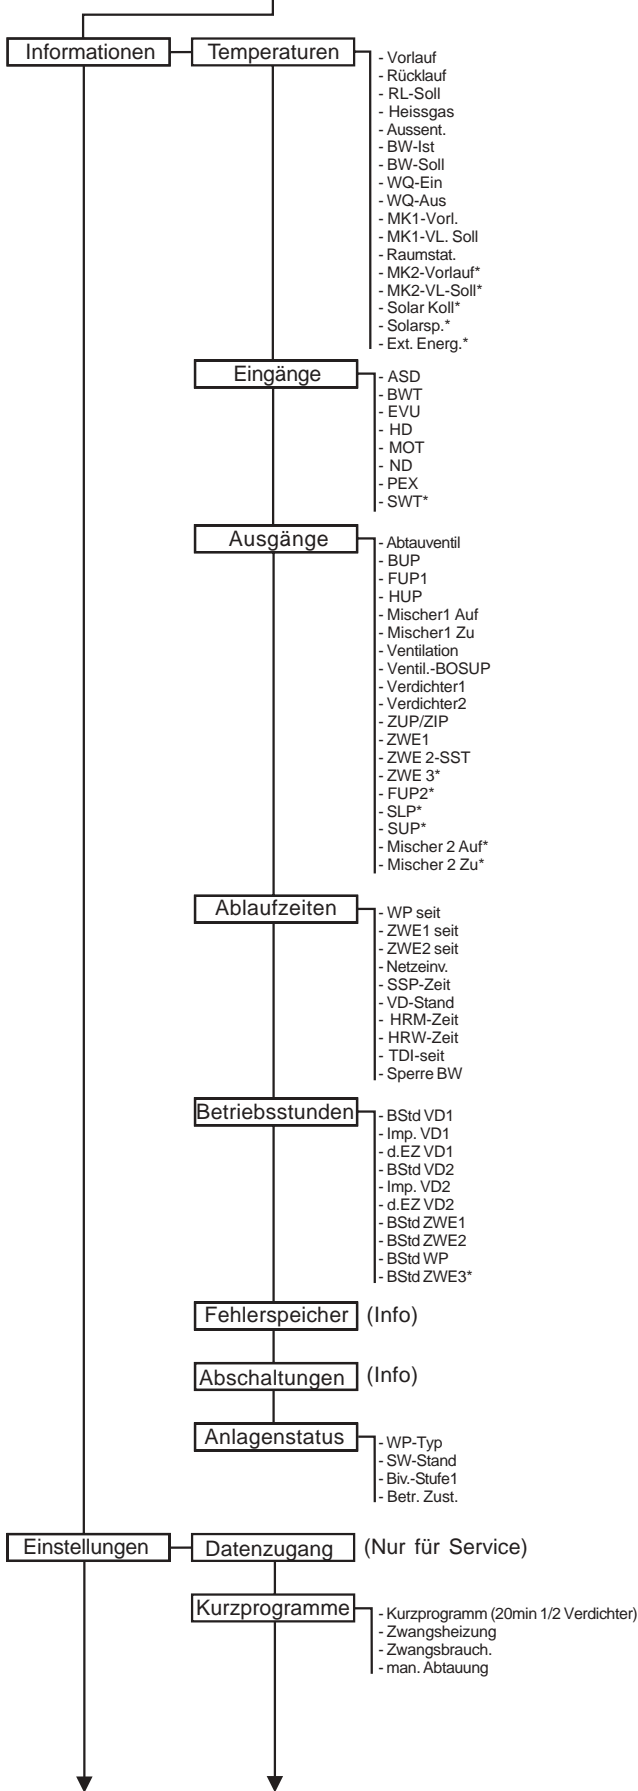 Informationen
Temperaturen
- Vorlauf
- Rücklauf
- RL-Soll
- Heissgas
- Aussent.
- BW-Ist
- BW-Soll
- WQ-Ein
- WQ-Aus
- MK1-Vorl.
- MK1-VL. Soll
- Raumstat.
- MK2-Vorlauf*
- MK2-VL-Soll*
- Solar Koll*
- Solarsp.*
- Ext. Energ.*
Eingänge
- ASD
- BWT
- EVU
- HD
- MOT
- ND
- PEX
- SWT*
Ausgänge
- Abtauventil
- BUP
- FUP1
- HUP
- Mischer1 Auf
- Mischer1 Zu
- Ventilation
- Ventil.-BOSUP
- Verdichter1
- Verdichter2
- ZUP/ZIP
- ZWE1
- ZWE 2-SST
- ZWE 3*
- FUP2*
- SLP*
- SUP*
- Mischer 2 Auf*
- Mischer 2 Zu*
Ablaufzeiten
- WP seit
- ZWE1 seit
- ZWE2 seit
- Netzeinv.
- SSP-Zeit
- VD-Stand
- HRM-Zeit
- HRW-Zeit
- TDI-seit
- Sperre BW
Betriebsstunden
- BStd VD1
- Imp. VD1
- d.EZ VD1
- BStd VD2
- Imp. VD2
- d.EZ VD2
- BStd ZWE1
- BStd ZWE2
- BStd WP
- BStd ZWE3*
Fehlerspeicher (Info)
Abschaltungen (Info)
Anlagenstatus
- WP-Typ
- SW-Stand
- Biv.-Stufe1
- Betr. Zust.
Einstellungen
Datenzugang (Nur für Service)
Kurzprogramme
- Kurzprogramm (20min 1/2 Verdichter)
- Zwangsheizung
- Zwangsbrauch.
- man. Abtauung